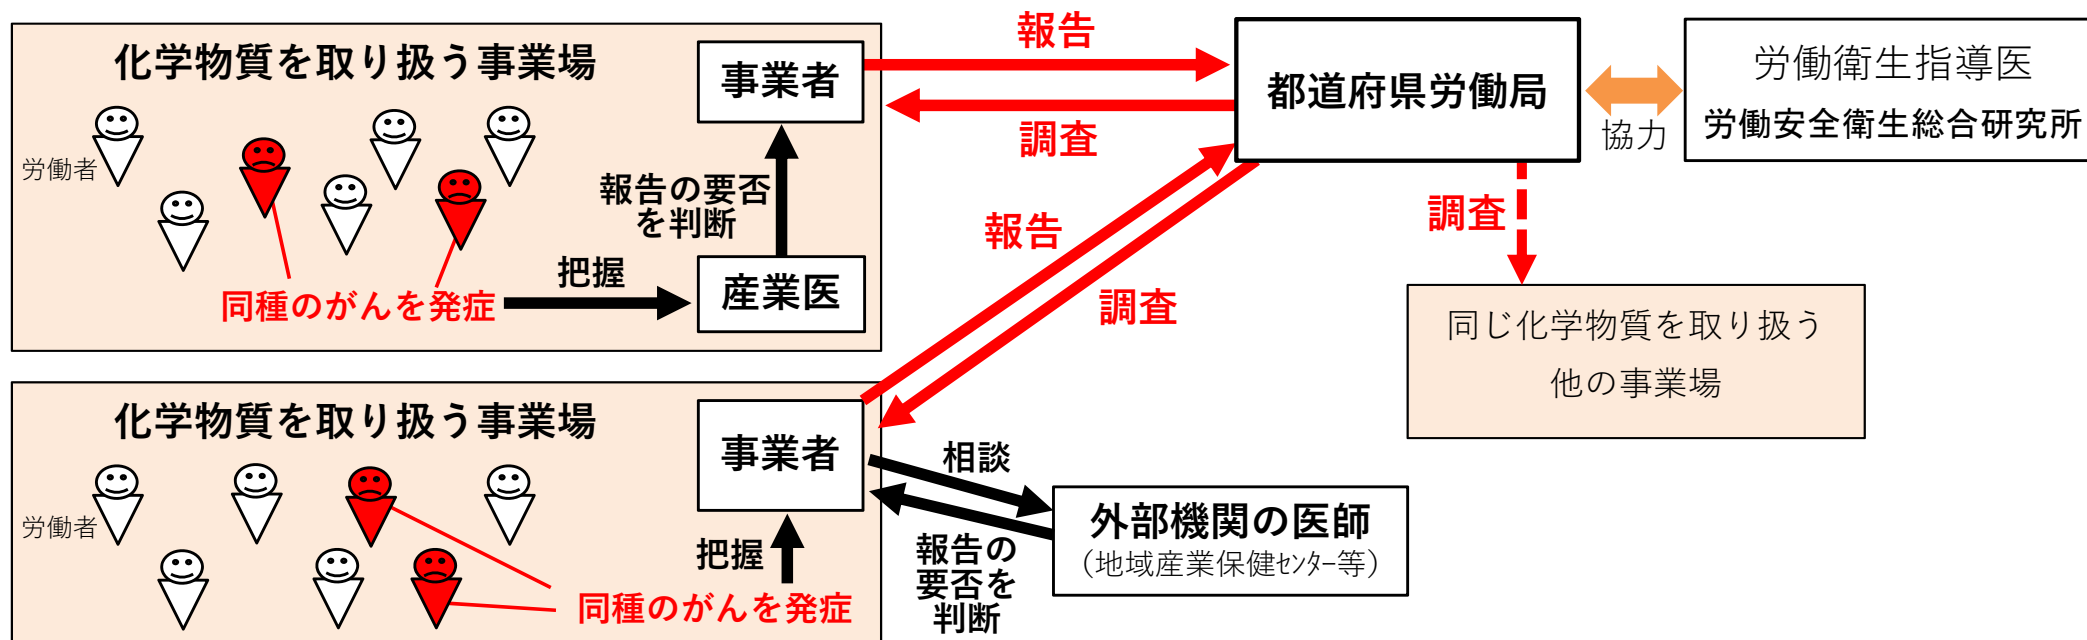 化学物質を取り扱う事業場
労働者
同種のがんを発症
把握
産業医
報告の要否
を判断
事業者
報告
調査
都道府県労働局
協力
労働衛生指導医
労働安全衛生総合研究所
調査
同じ化学物質を取り扱う
他の事業場
化学物質を取り扱う事業場
労働者
同種のがんを発症
把握
事業者
報告
調査
相談
外部機関の医師
（地域産業保健ｾﾝﾀｰ等）
報告の
要否を
判断